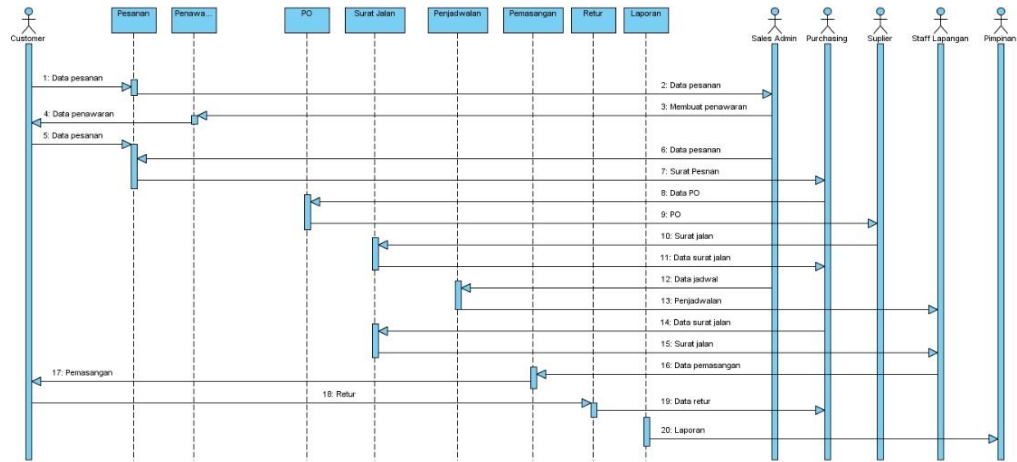 Pesanan
Penawa...
PO
Surat Jalan
Penjadwalan
Pemasangan
Retur
Laporan
Customer
Sales Admin
Purchasing
Suplier
Staff Lapangan
Pimpinan
1: Data pesanan
2: Data pesanan
3: Membuat penawaran
4: Data penawaran
5: Data pesanan
6: Data pesanan
7: Surat Pesnan
8: Data PO
9: PO
10: Surat jalan
11: Data surat jalan
12: Data jadwal
13: Penjadwalan
14: Data surat jalan
15: Surat jalan
16: Data pemasangan
17: Pemasangan
18: Retur
19: Data retur
20: Laporan